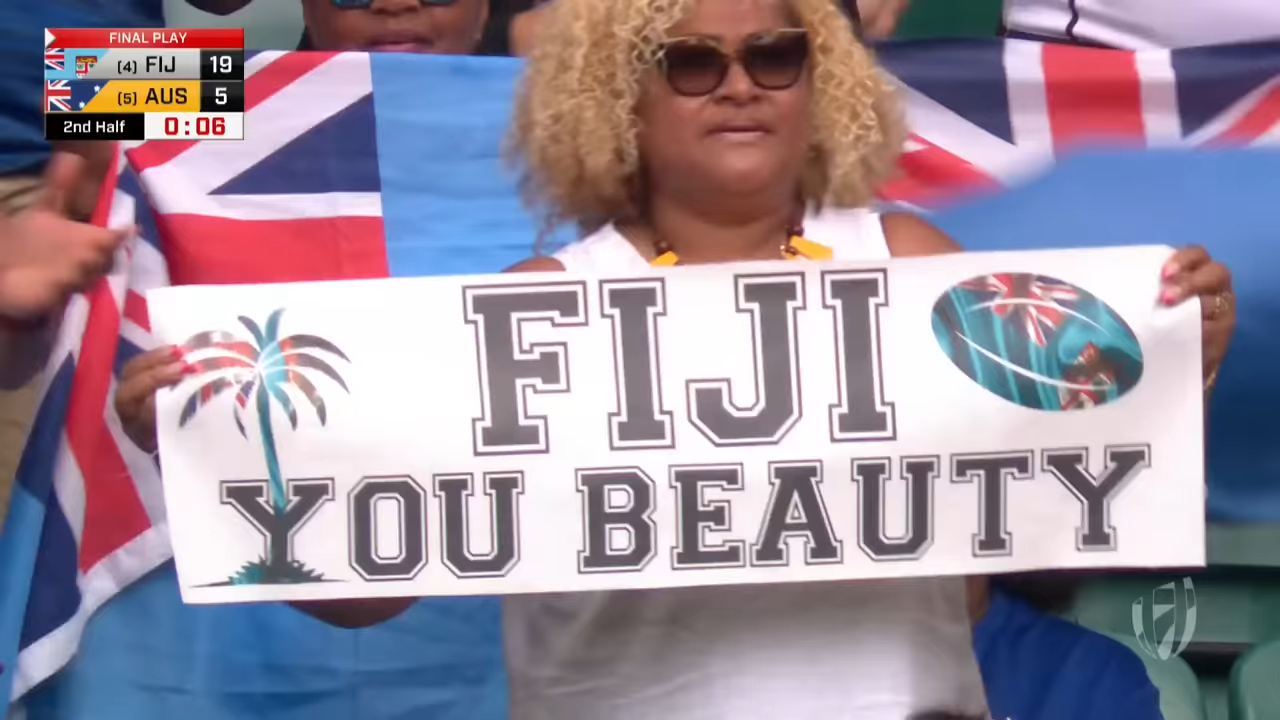 FINAL PLAY
(4) FIJ 19
(5) AUS 5
2nd Half 0:06
FIJI
YOU BEAUTY